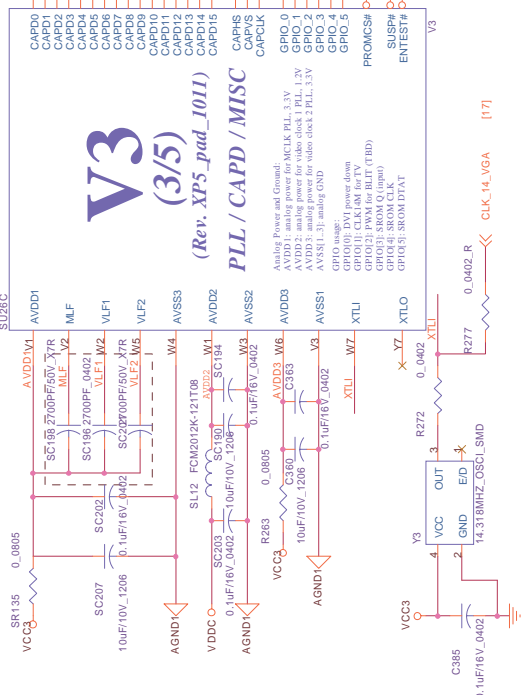 CAPD0
CAPD1
CAPD2
CAPD3
CAPD4
CAPD5
CAPD6
CAPD7
CAPD8
CAPD9
CAPD10
CAPD11
CAPD12
CAPD13
CAPD14
CAPD15
CAPHS
CAPVS
CAPCLK
GPIO_0
GPIO_1
GPIO_2
GPIO_3
GPIO_4
GPIO_5
PROMCS#
SUSP#
ENTEST#
V3
V3
(3/5)
(Rev. XP5_pad_1011)
PLL / CAPD / MISC
Analog Power and Ground:
AVDD1: analog power for MCLK PLL, 3.3V
AVDD2: analog power for video clock 1 PLL, 1.2V
AVDD3: analog power for video clock 2 PLL, 3.3V
AVSS[1..3]: analog GND
GPIO usage:
GPIO[0]: DVI power down
GPIO[1]: CLK14M for TV
GPIO[2]: PWM for BLIT (TBD)
GPIO[3]: SROM Q (input)
GPIO[4]: SROM CLK
GPIO[5]: SROM DTAT
SU26C
AVDD1
MLF
VLF1
VLF2
AVSS3
AVDD2
AVSS2
AVDD3
AVSS1
XTLI
XTLO
V1
V2
W2
W5
W4
W1
W3
W6
V3
W7
Y7
AVDD1
MLF
VLF1
VLF2
AVDD2
AVDD3
XTLI
XTLI
SC198 2700PF/50V_X7R
SC196 2700PF_0402
SC201
2700PF/50V_X7R
SC202
0.1uF/16V_0402
SC207
10uF/10V_1206
SR135
0_0805
VCC3
AGND1
SC194
0.1uF/16V_0402
SC190
10uF/10V_1206
SL12 FCM2012K-121T08
SC203
0.1uF/16V_0402
VDDC
AGND1
C363
0.1uF/16V_0402
C360
10uF/10V_1206
R263
0_0805
VCC3
AGND1
R272
0_0402
R277
0_0402_R
CLK_14_VGA
[17]
Y3
VCC
OUT
GND
E/D
4
3
2
1
14.318MHZ_OSCI_SMD
VCC3
C385
0.1uF/16V_0402